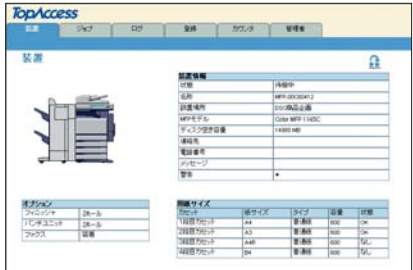 TopAccess
装置 ジョブ ログ 登録 カウンタ 管理者
装置
装置情報
状態 待機中
名称 MFP-00C60412
設置場所 DSC商品企画
MFPモデル Color MFP 1165C
ディスク空き容量
連絡先
電話番号
メッセージ
警告
オプション
フィニッシャ 2ホール
パンチユニット 2ホール
ファクス 装着
用紙サイズ
カセット 紙サイズ タイプ 容量 状態
1段目カセット A4 普通紙 600 OK
2段目カセット A3 普通紙 600 OK
3段目カセット A4R 普通紙 600 なし
4段目カセット B4 普通紙 600 なし